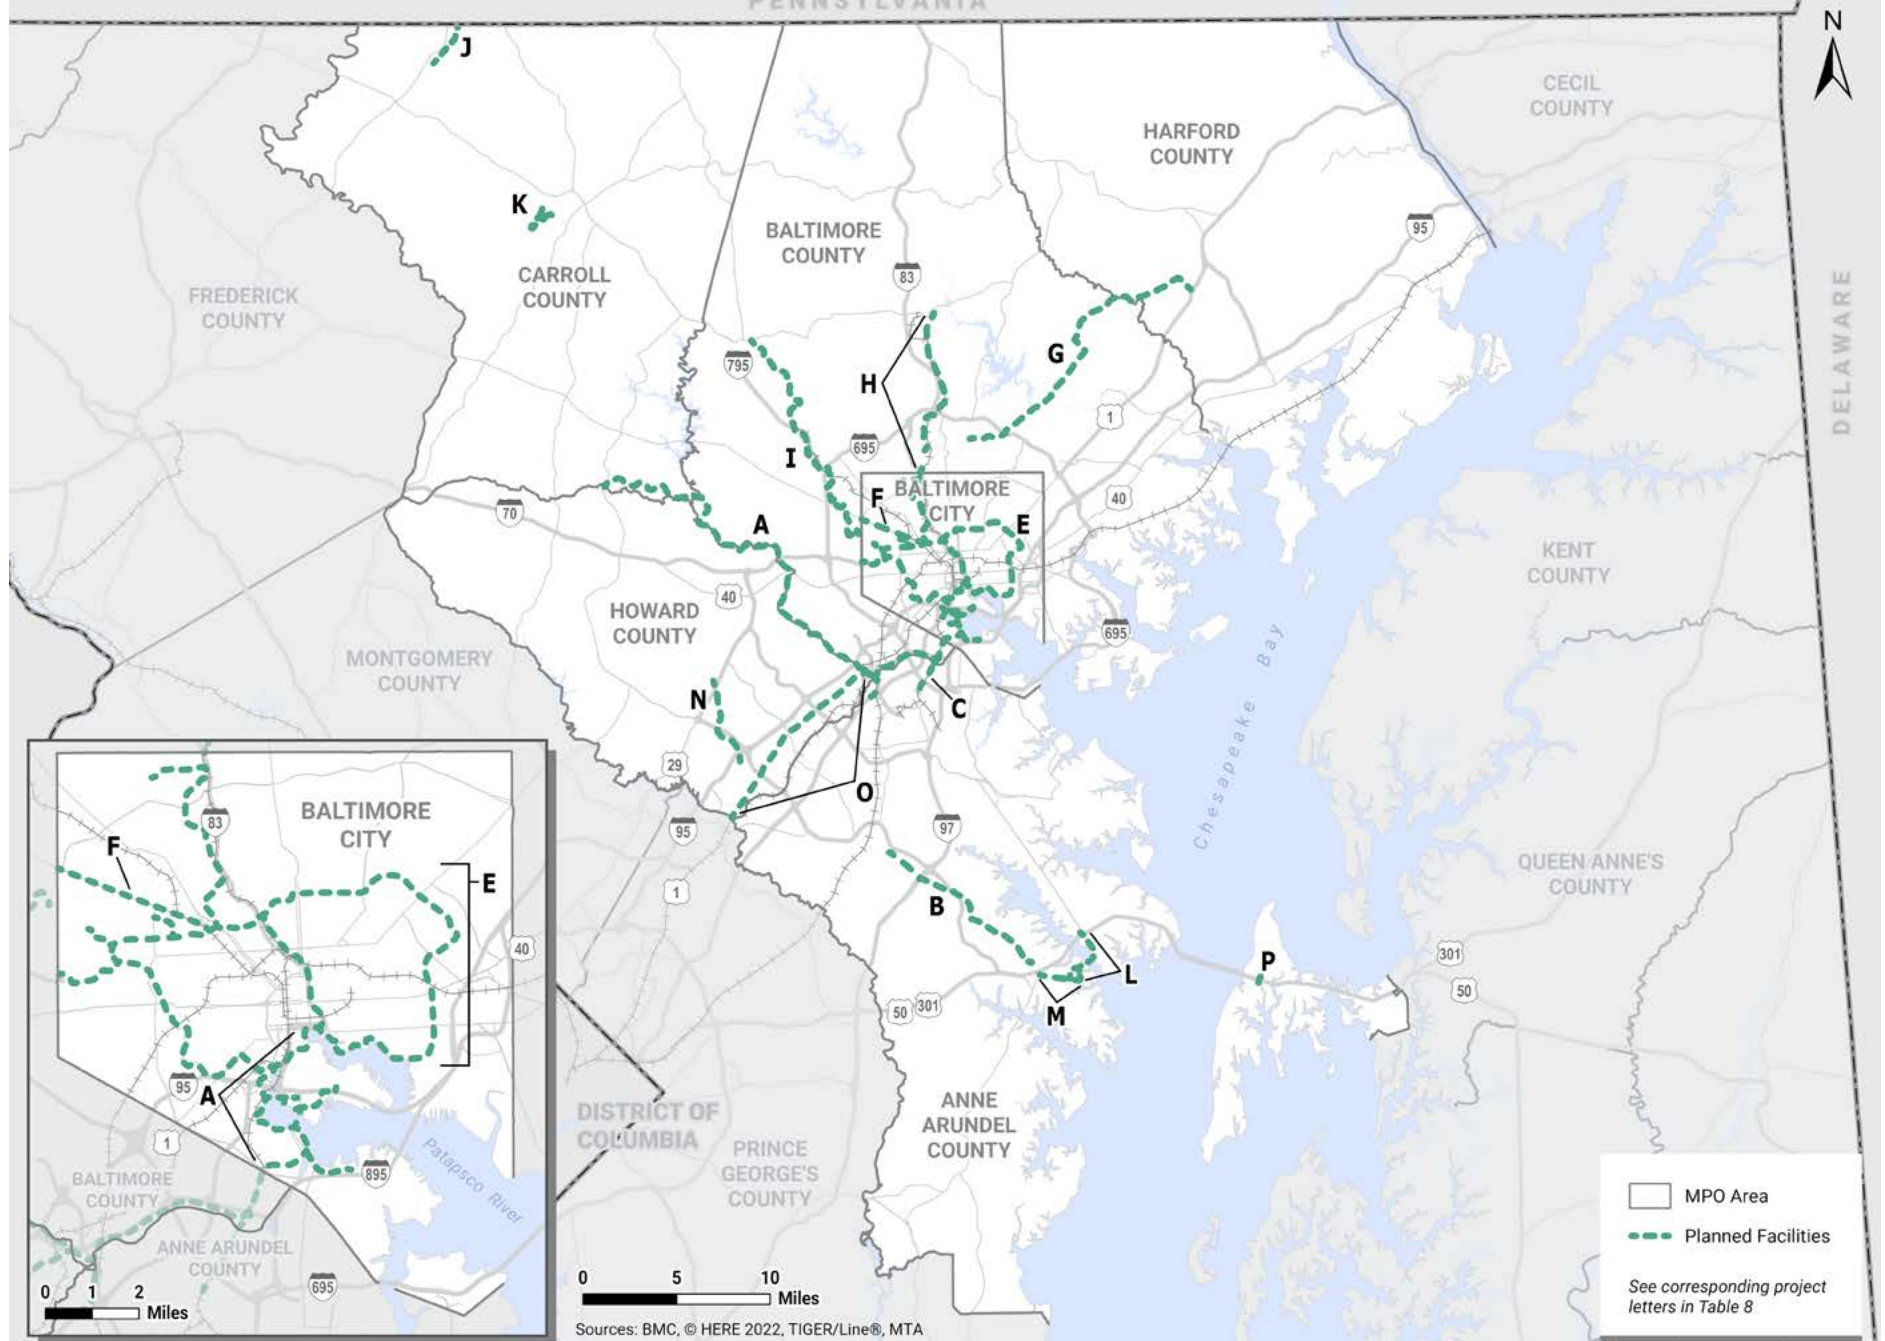 PENNSYLVANIA
N
J
CECIL
COUNTY
HARFORD
COUNTY
K
BALTIMORE
COUNTY
95
CARROLL
COUNTY
83
FREDERICK
COUNTY
DELAWARE
795
G
H
1
695
I
BALTIMORE
CITY
F
40
70
A
E
KENT
COUNTY
40
HOWARD
COUNTY
695
MONTGOMERY
COUNTY
N
C
Chesapeake Bay
29
O
95
97
1
B
QUEEN ANNE'S
COUNTY
301
P
L
50
50
301
M
ANNE
ARUNDEL
COUNTY
DISTRICT OF
COLUMBIA
PRINCE
GEORGE'S
COUNTY
BALTIMORE
CITY
83
F
E
40
95
A
1
895
Patapsco River
BALTIMORE
COUNTY
ANNE ARUNDEL
COUNTY
695
0 1 2
Miles
0 5 10
Miles
Sources: BMC, © HERE 2022, TIGER/Line®, MTA
MPO Area
Planned Facilities
See corresponding project
letters in Table 8